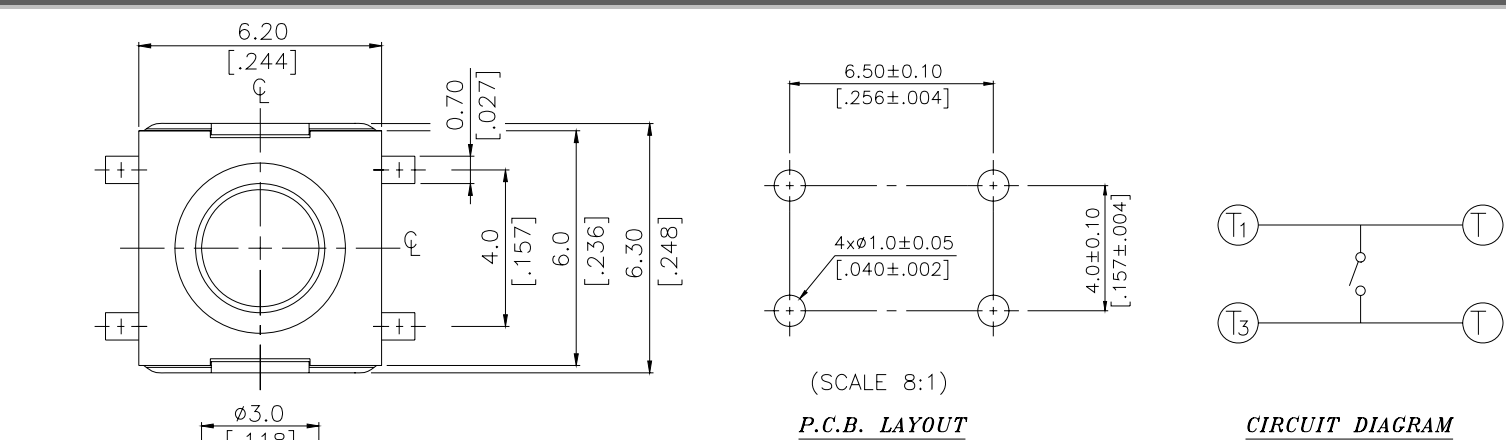 6.20
[.244]
℄
0.70
[.027]
℄
4.0
[.157]
6.0
[.236]
6.30
[.248]
ø3.0
[.118]
6.50±0.10
[.256±.004]
4xø1.0±0.05
[.040±.002]
4.0±0.10
[.157±.004]
(SCALE 8:1)
P.C.B. LAYOUT
T1
T
T3
T
CIRCUIT DIAGRAM